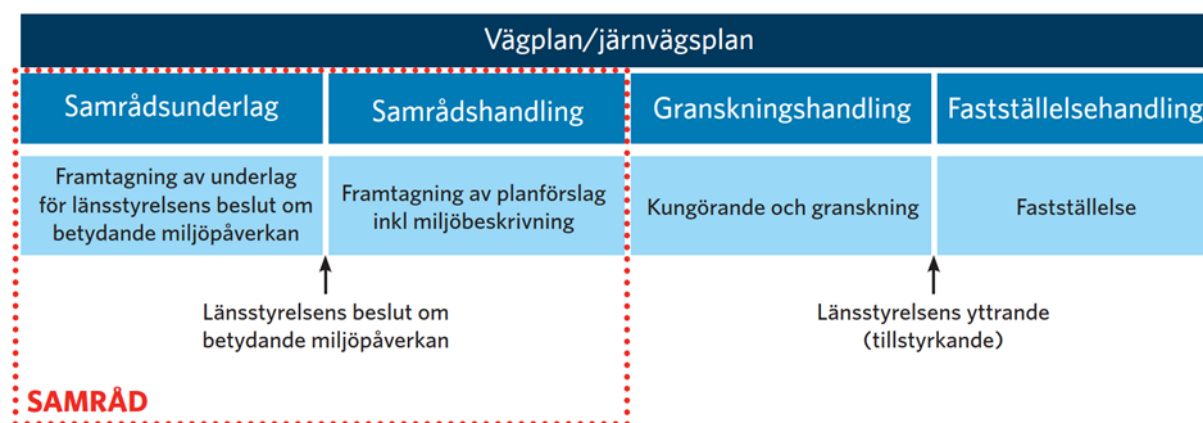 Vägplan/järnvägsplan
Samrådsunderlag
Samrådshandling
Granskningshandling
Fastställelsehandling
Framtagning av underlag
för länsstyrelsens beslut om
betydande miljöpåverkan
Framtagning av planförslag
inkl miljöbeskrivning
Kungörande och granskning
Fastställelse
Länsstyrelsens beslut om
betydande miljöpåverkan
Länsstyrelsens yttrande
(tillstyrkande)
SAMRÅD